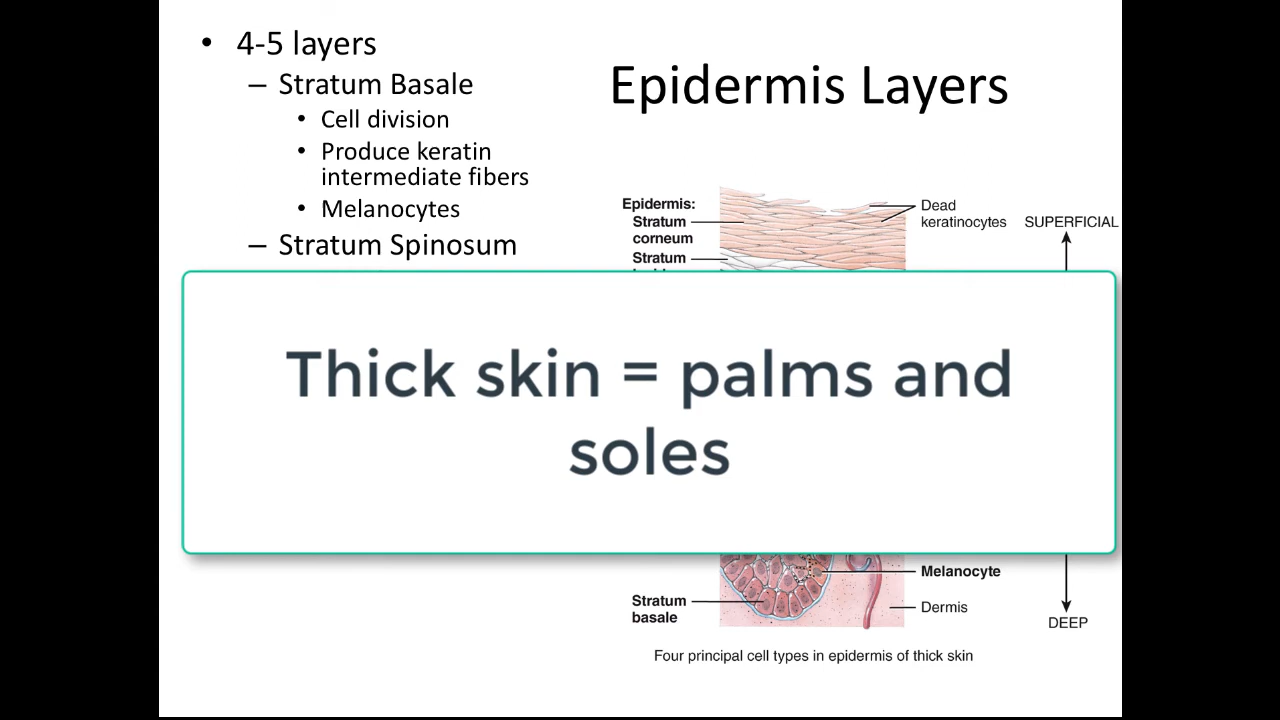 • 4-5 layers
– Stratum Basale
• Cell division
• Produce keratin
intermediate fibers
• Melanocytes
– Stratum Spinosum
Epidermis Layers
Epidermis:
Stratum
corneum
Stratum
Dead
keratinocytes
SUPERFICIAL
Thick skin = palms and
soles
Melanocyte
Stratum
basale
Dermis
DEEP
Four principal cell types in epidermis of thick skin